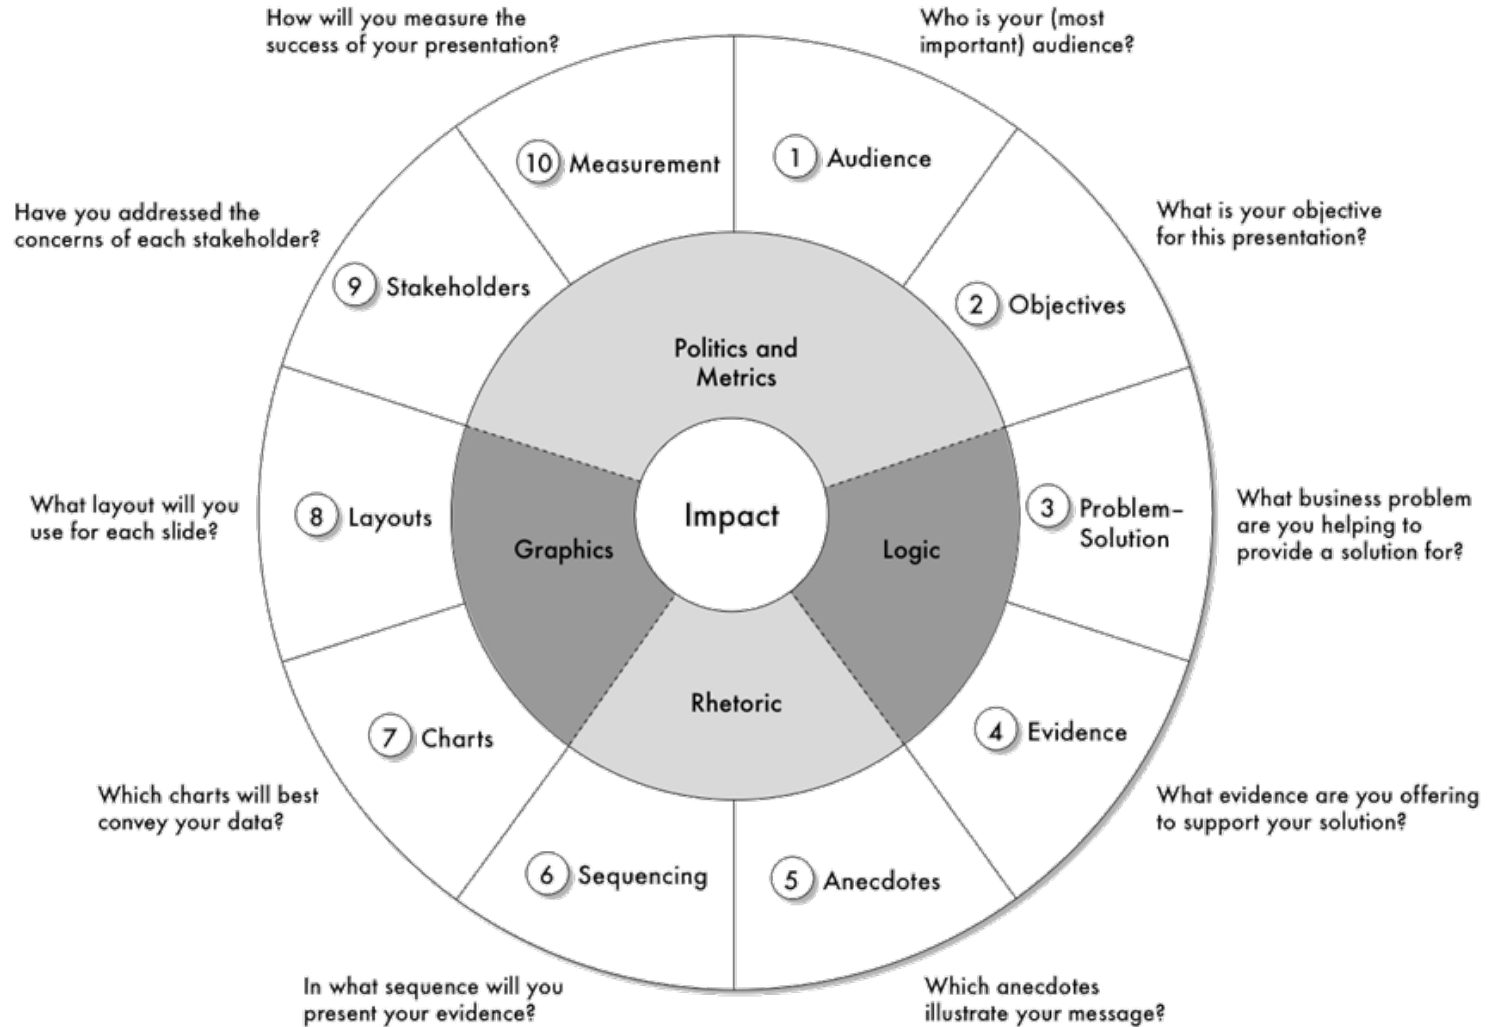 How will you measure the
success of your presentation?
Who is your (most
important) audience?
10 Measurement
1 Audience
Have you addressed the
concerns of each stakeholder?
What is your objective
for this presentation?
9 Stakeholders
2 Objectives
Politics and
Metrics
What layout will you
use for each slide?
8 Layouts
Graphics
Impact
Logic
3 Problem–
Solution
What business problem
are you helping to
provide a solution for?
Rhetoric
7 Charts
4 Evidence
Which charts will best
convey your data?
What evidence are you offering
to support your solution?
6 Sequencing
5 Anecdotes
In what sequence will you
present your evidence?
Which anecdotes
illustrate your message?